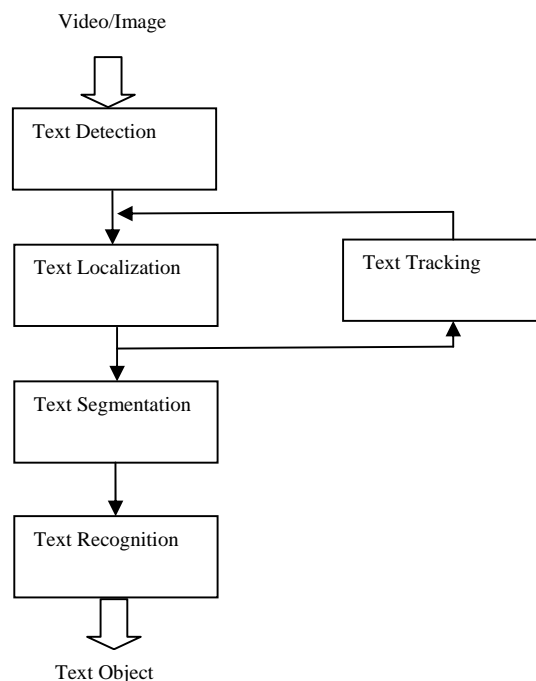 Video/Image
Text Detection
Text Localization
Text Tracking
Text Segmentation
Text Recognition
Text Object